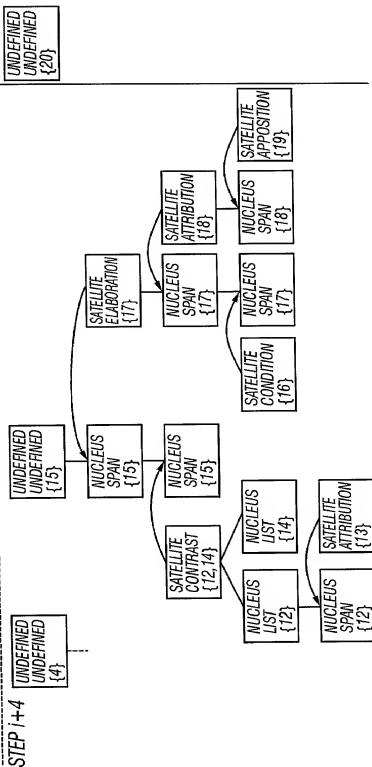 STEP i+4
UNDEFINED
UNDEFINED
{4}
UNDEFINED
UNDEFINED
{15}
UNDEFINED
UNDEFINED
{20}
NUCLEUS
SPAN
{15}
SATELLITE
ELABORATION
{17}
SATELLITE
CONTRAST
{12,14}
NUCLEUS
SPAN
{15}
NUCLEUS
SPAN
{17}
SATELLITE
ATTRIBUTION
{18}
NUCLEUS
LIST
{12}
NUCLEUS
LIST
{14}
SATELLITE
CONDITION
{16}
NUCLEUS
SPAN
{17}
NUCLEUS
SPAN
{18}
SATELLITE
APPOSITION
{19}
NUCLEUS
SPAN
{12}
SATELLITE
ATTRIBUTION
{13}